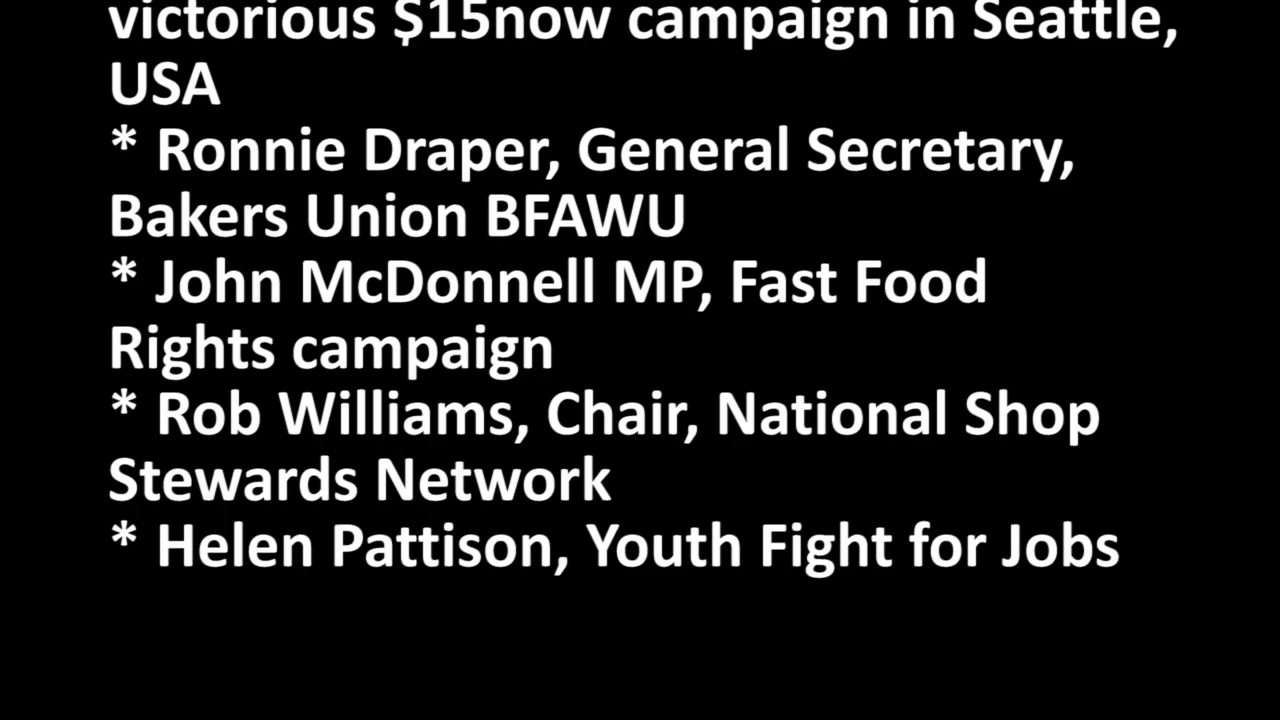 victorious $15now campaign in Seattle,
USA
* Ronnie Draper, General Secretary,
Bakers Union BFAWU
* John McDonnell MP, Fast Food
Rights campaign
* Rob Williams, Chair, National Shop
Stewards Network
* Helen Pattison, Youth Fight for Jobs